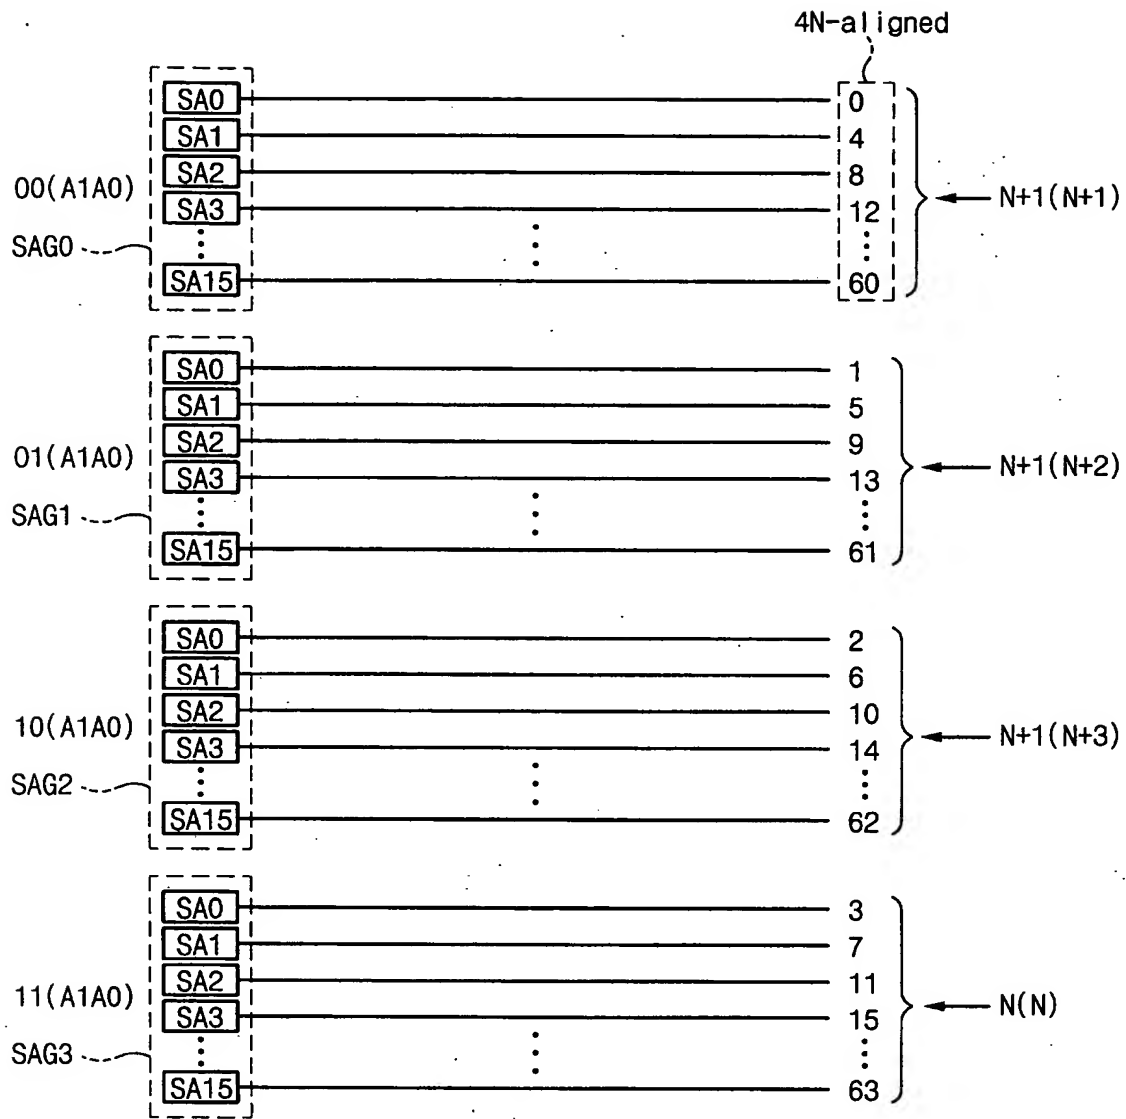 4N-aligned
SA0 0
SA1 4
SA2 8
00(A1A0) N+1(N+1)
SA3 12
SAG0
SA15 60
SA0 1
SA1 5
SA2 9
01(A1A0) N+1(N+2)
SA3 13
SAG1
SA15 61
SA0 2
SA1 6
SA2 10
10(A1A0) N+1(N+3)
SA3 14
SAG2
SA15 62
SA0 3
SA1 7
SA2 11
11(A1A0) N(N)
SA3 15
SAG3
SA15 63